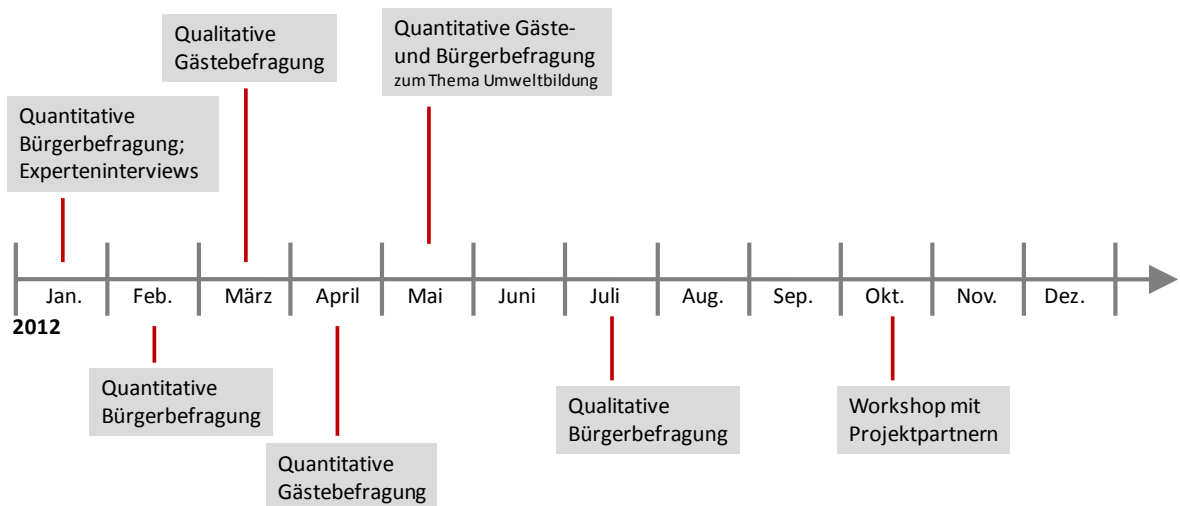 Qualitative
Gästebefragung
Quantitative Gäste-
und Bürgerbefragung
zum Thema Umweltbildung
Quantitative
Bürgerbefragung;
Experteninterviews
Jan. Feb. März April Mai Juni Juli Aug. Sep. Okt. Nov. Dez.
2012
Quantitative
Bürgerbefragung
Quantitative
Gästebefragung
Qualitative
Bürgerbefragung
Workshop mit
Projektpartnern